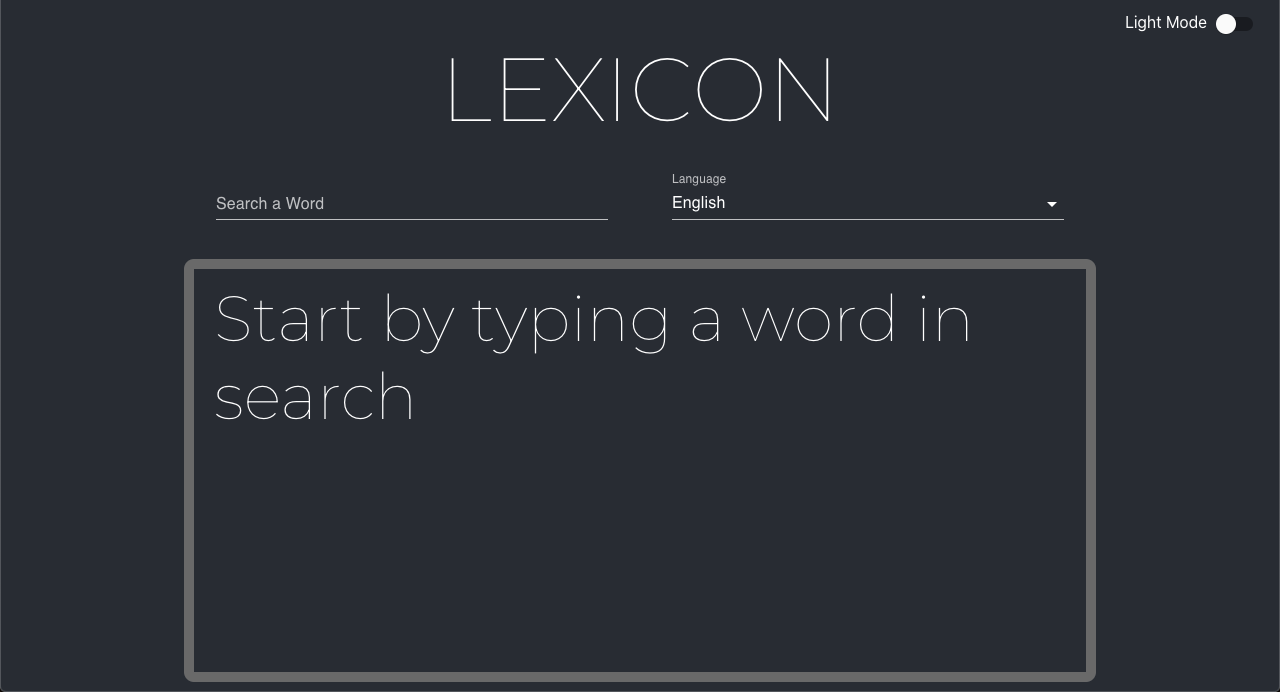 Light Mode
LEXICON
Language
Search a Word
English
Start by typing a word in
search